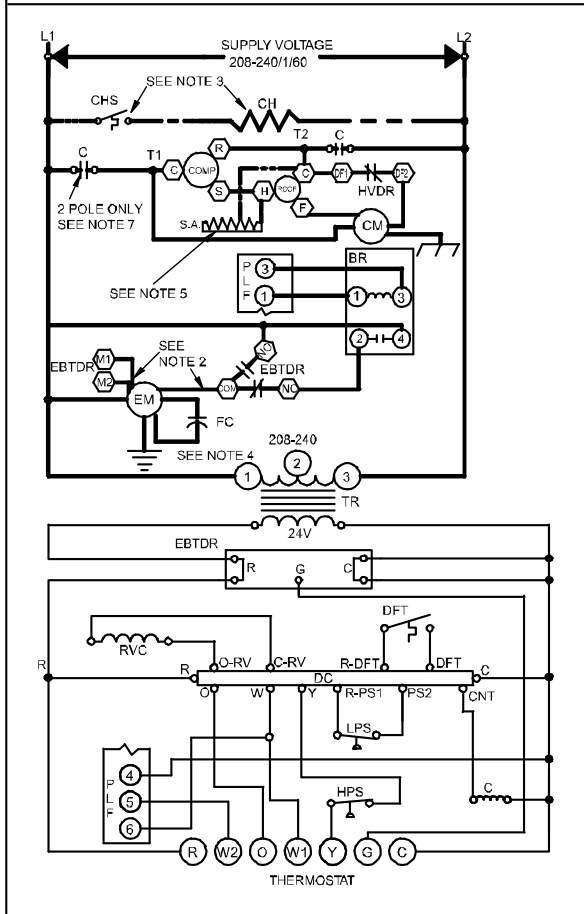 L1 L2
SUPPLY VOLTAGE
208-240/1/60
SEE NOTE 3
CHS CH
T2 C
C T1 R
C COMP C DF1 DF2
S H HVDR
2 POLE ONLY
SEE NOTE 7
S.A. F CM
SEE NOTE 5
P L F 3 1
BR
1 3
2 4
SEE
NOTE 2
NO
EBTDR
M1
EBTDR
M2
COM NC
EM
FC
SEE NOTE 4
208-240
1 2 3
TR
24V
EBTDR
R G C
DFT
RVC
R O-RV C-RV R-DFT DFT
R DC C
O W Y R-PS1 PS2 CNT
LPS
P L F 4 5 6
HPS C
R W2 O W1 Y G C
THERMOSTAT